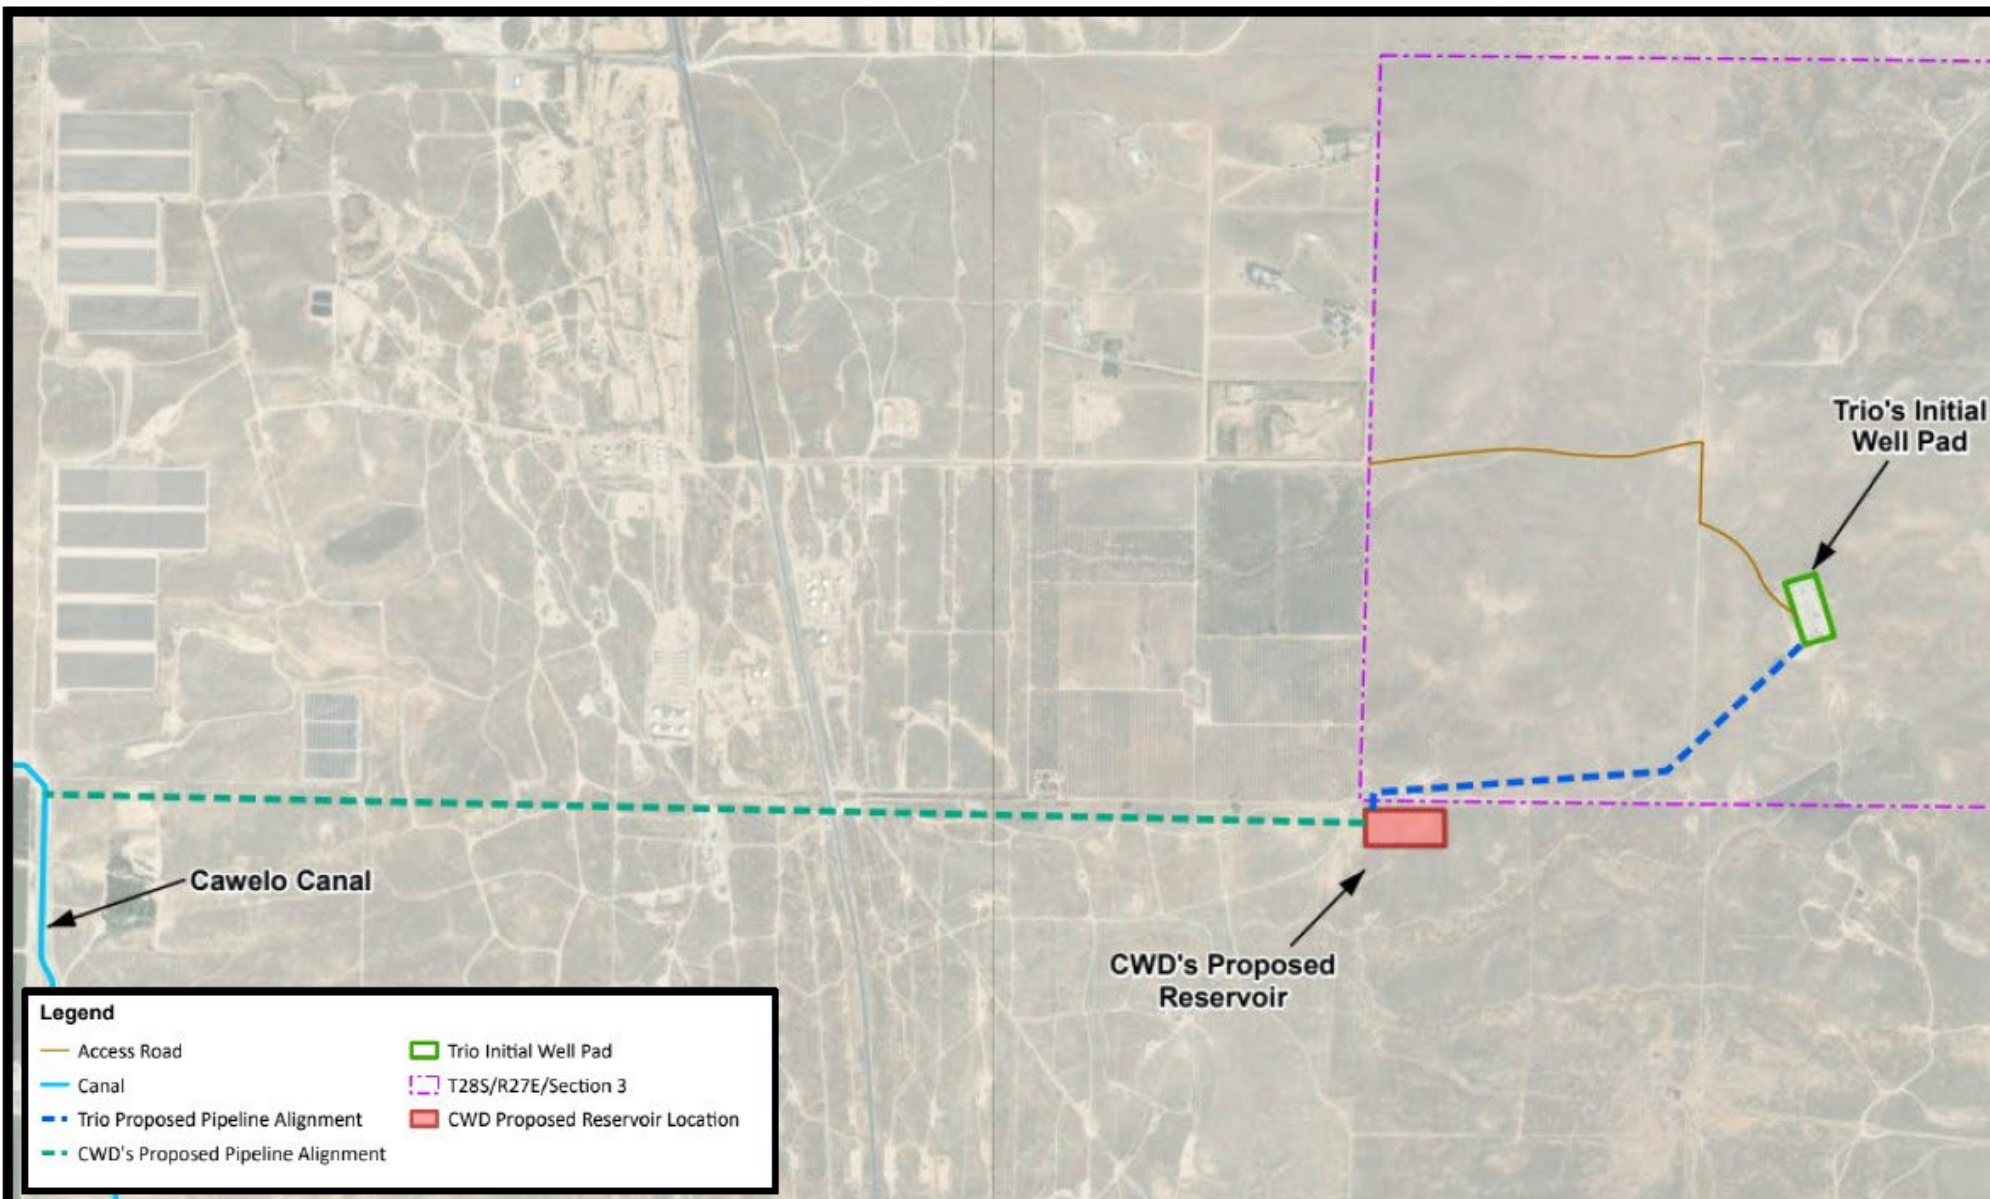 Trio's Initial
Well Pad
Cawelo Canal
CWD's Proposed
Reservoir
Legend
Access Road
Canal
Trio Proposed Pipeline Alignment
CWD's Proposed Pipeline Alignment
Trio Initial Well Pad
T28S/R27E/Section 3
CWD Proposed Reservoir Location